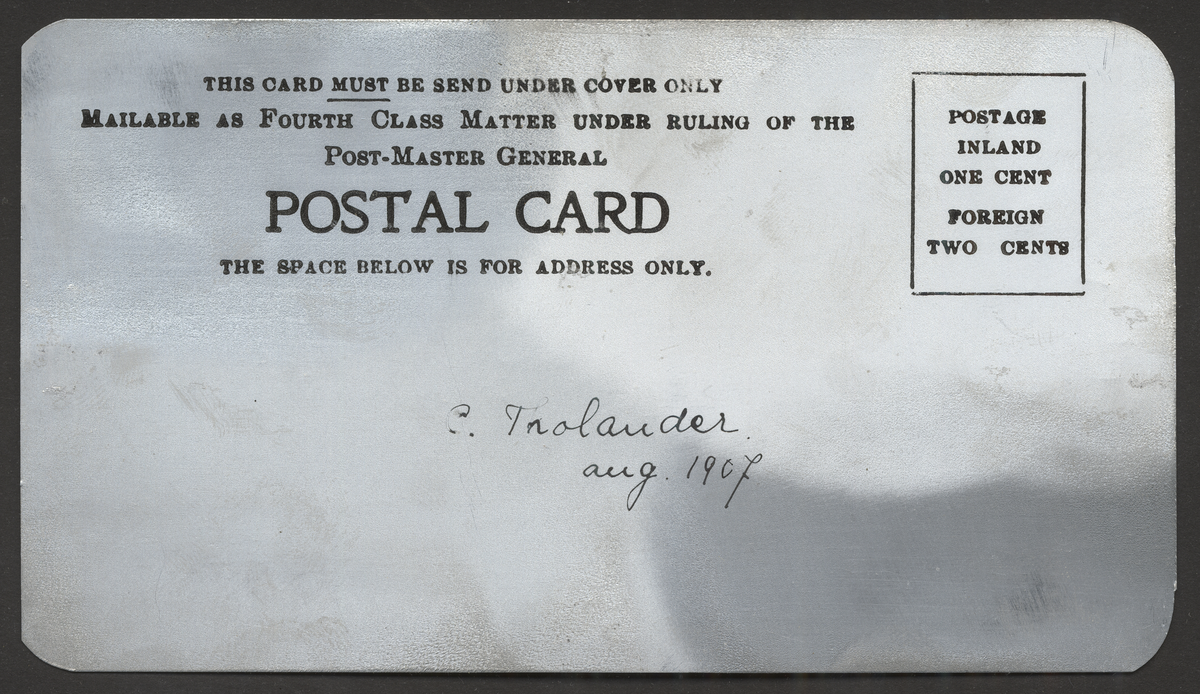 THIS CARD MUST BE SEND UNDER COVER ONLY
MAILABLE AS FOURTH CLASS MATTER UNDER RULING OF THE
POST-MASTER GENERAL
POSTAL CARD
THE SPACE BELOW IS FOR ADDRESS ONLY.
POSTAGE
INLAND
ONE CENT
FOREIGN
TWO CENTS
C. Tholander.
aug. 1907